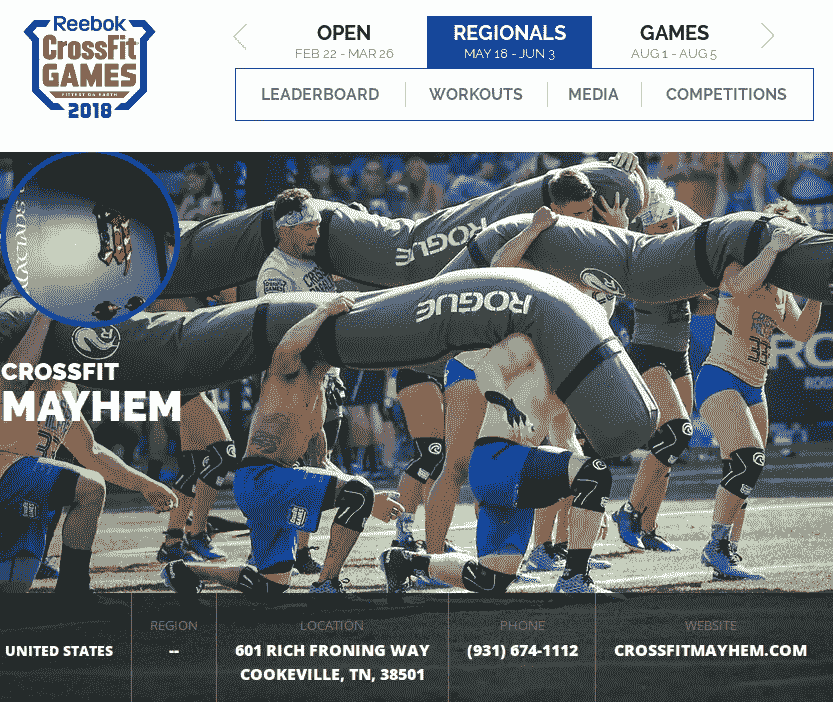 Reebok
CrossFit
GAMES
FITTEST ON EARTH
2018
OPEN
FEB 22 - MAR 26
REGIONALS
MAY 18 - JUN 3
GAMES
AUG 1 - AUG 5
LEADERBOARD
WORKOUTS
MEDIA
COMPETITIONS
ROGUE
ROGUE
CROSSFIT
MAYHEM
UNITED STATES
REGION
--
LOCATION
601 RICH FRONING WAY
COOKEVILLE, TN, 38501
PHONE
(931) 674-1112
WEBSITE
CROSSFITMAYHEM.COM